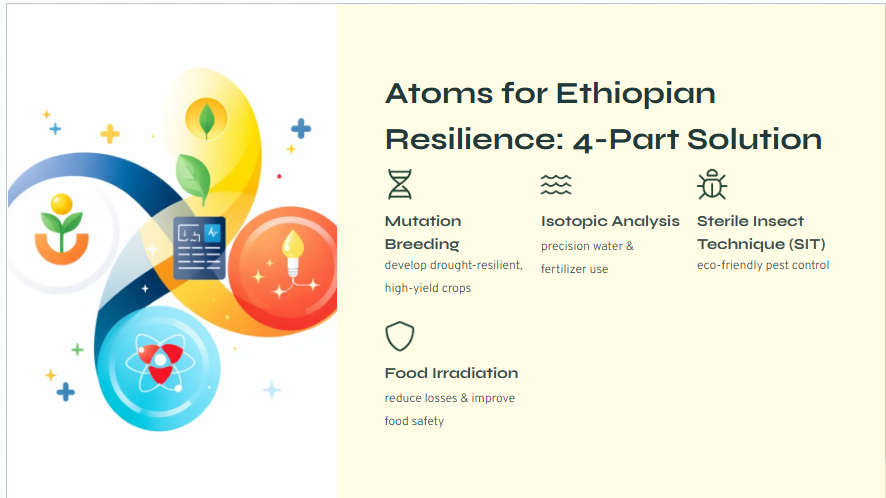 Atoms for Ethiopian
Resilience: 4-Part Solution
Mutation
Breeding
develop drought-resilient,
high-yield crops
Isotopic Analysis
precision water &
fertilizer use
Sterile Insect
Technique (SIT)
eco-friendly pest control
Food Irradiation
reduce losses & improve
food safety